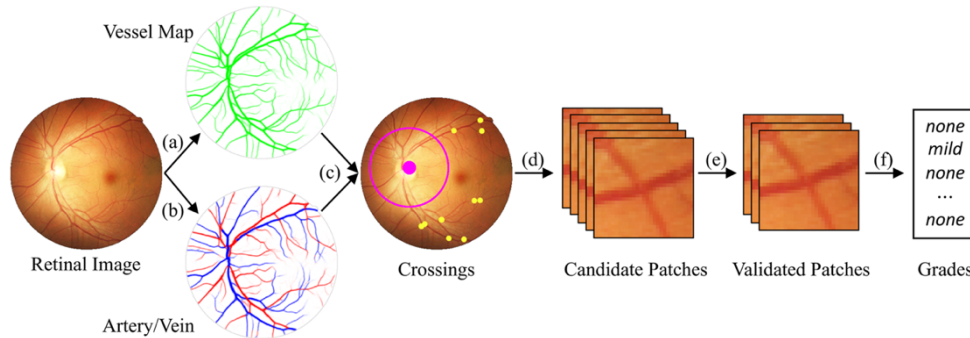 Vessel Map
(a)
(b)
Retinal Image
Artery/Vein
(c)
Crossings
(d)
Candidate Patches
(e)
Validated Patches
(f)
none
mild
none
...
none
Grades